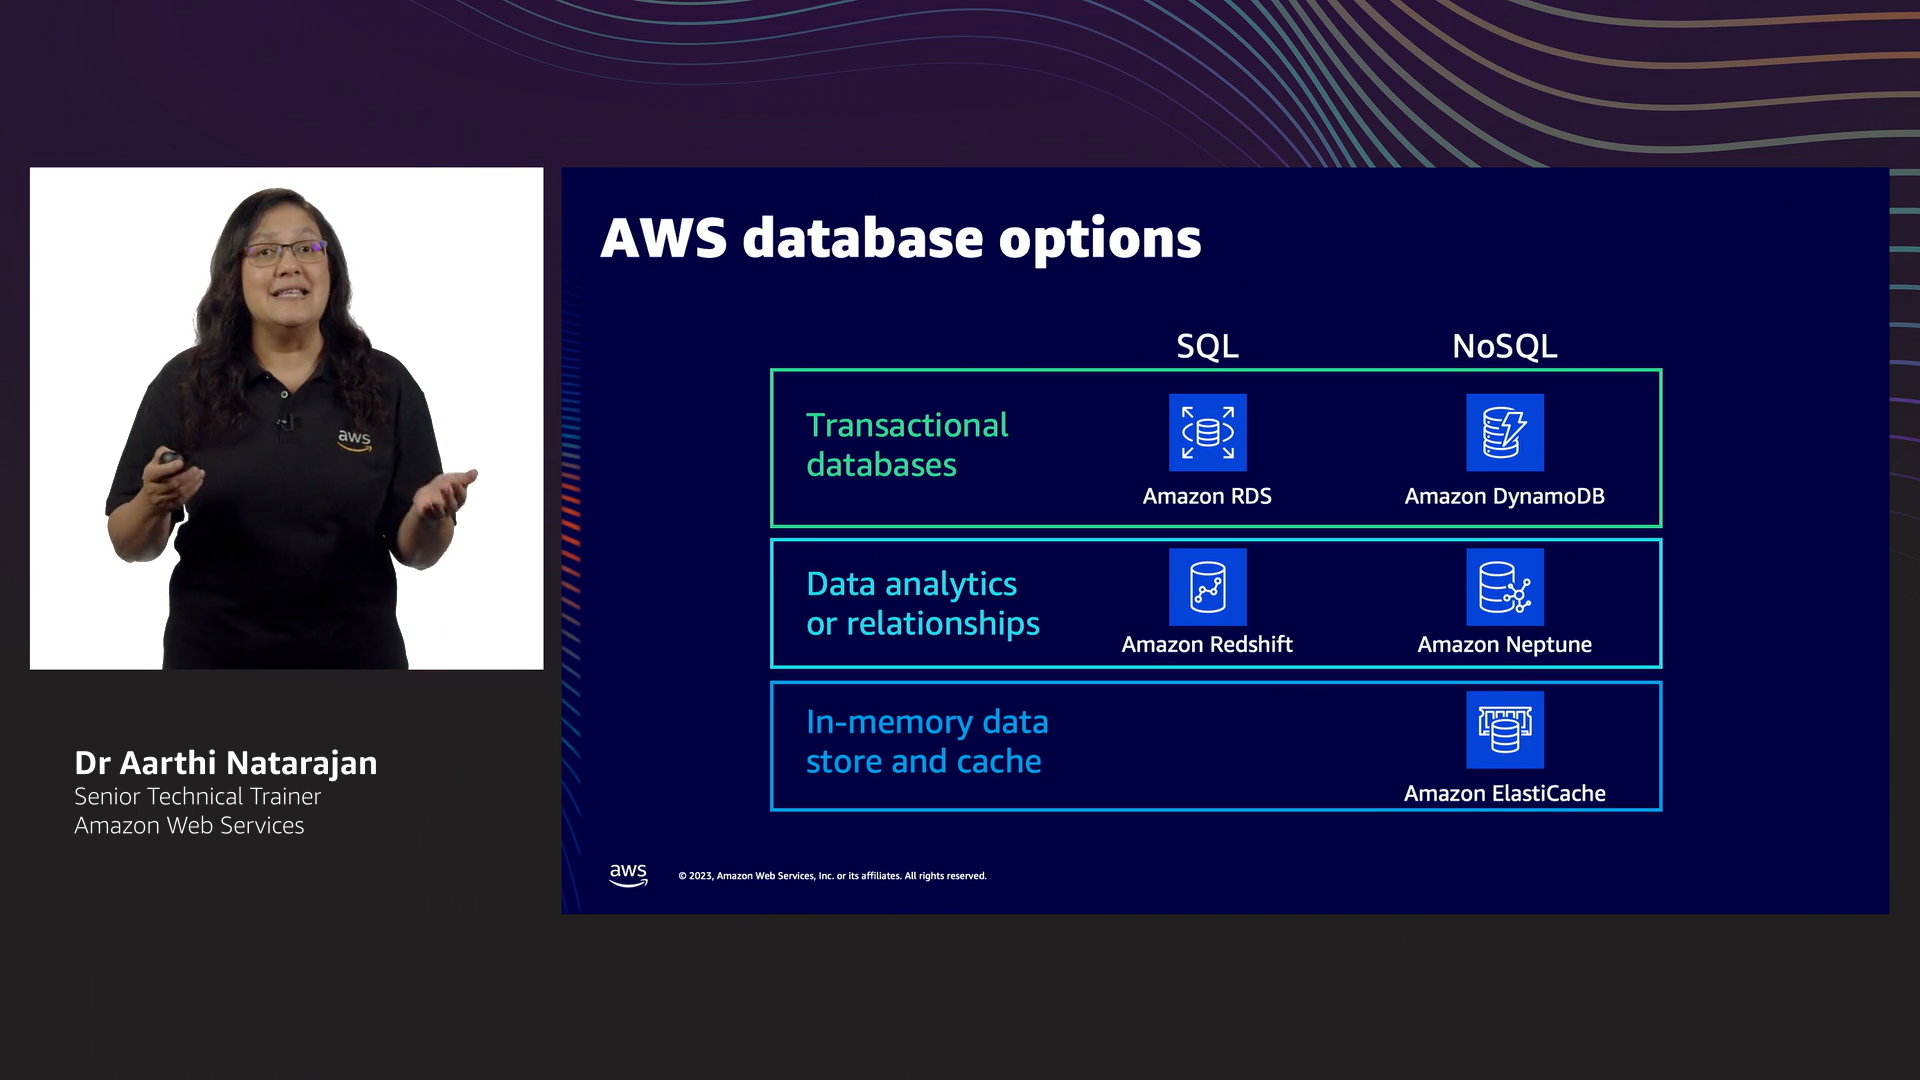 AWS database options
SQL
NoSQL
Transactional
databases
Amazon RDS
Amazon DynamoDB
Data analytics
or relationships
Amazon Redshift
Amazon Neptune
In-memory data
store and cache
Amazon ElastiCache
aws
Dr Aarthi Natarajan
Senior Technical Trainer
Amazon Web Services
aws
© 2023, Amazon Web Services, Inc. or its affiliates. All rights reserved.